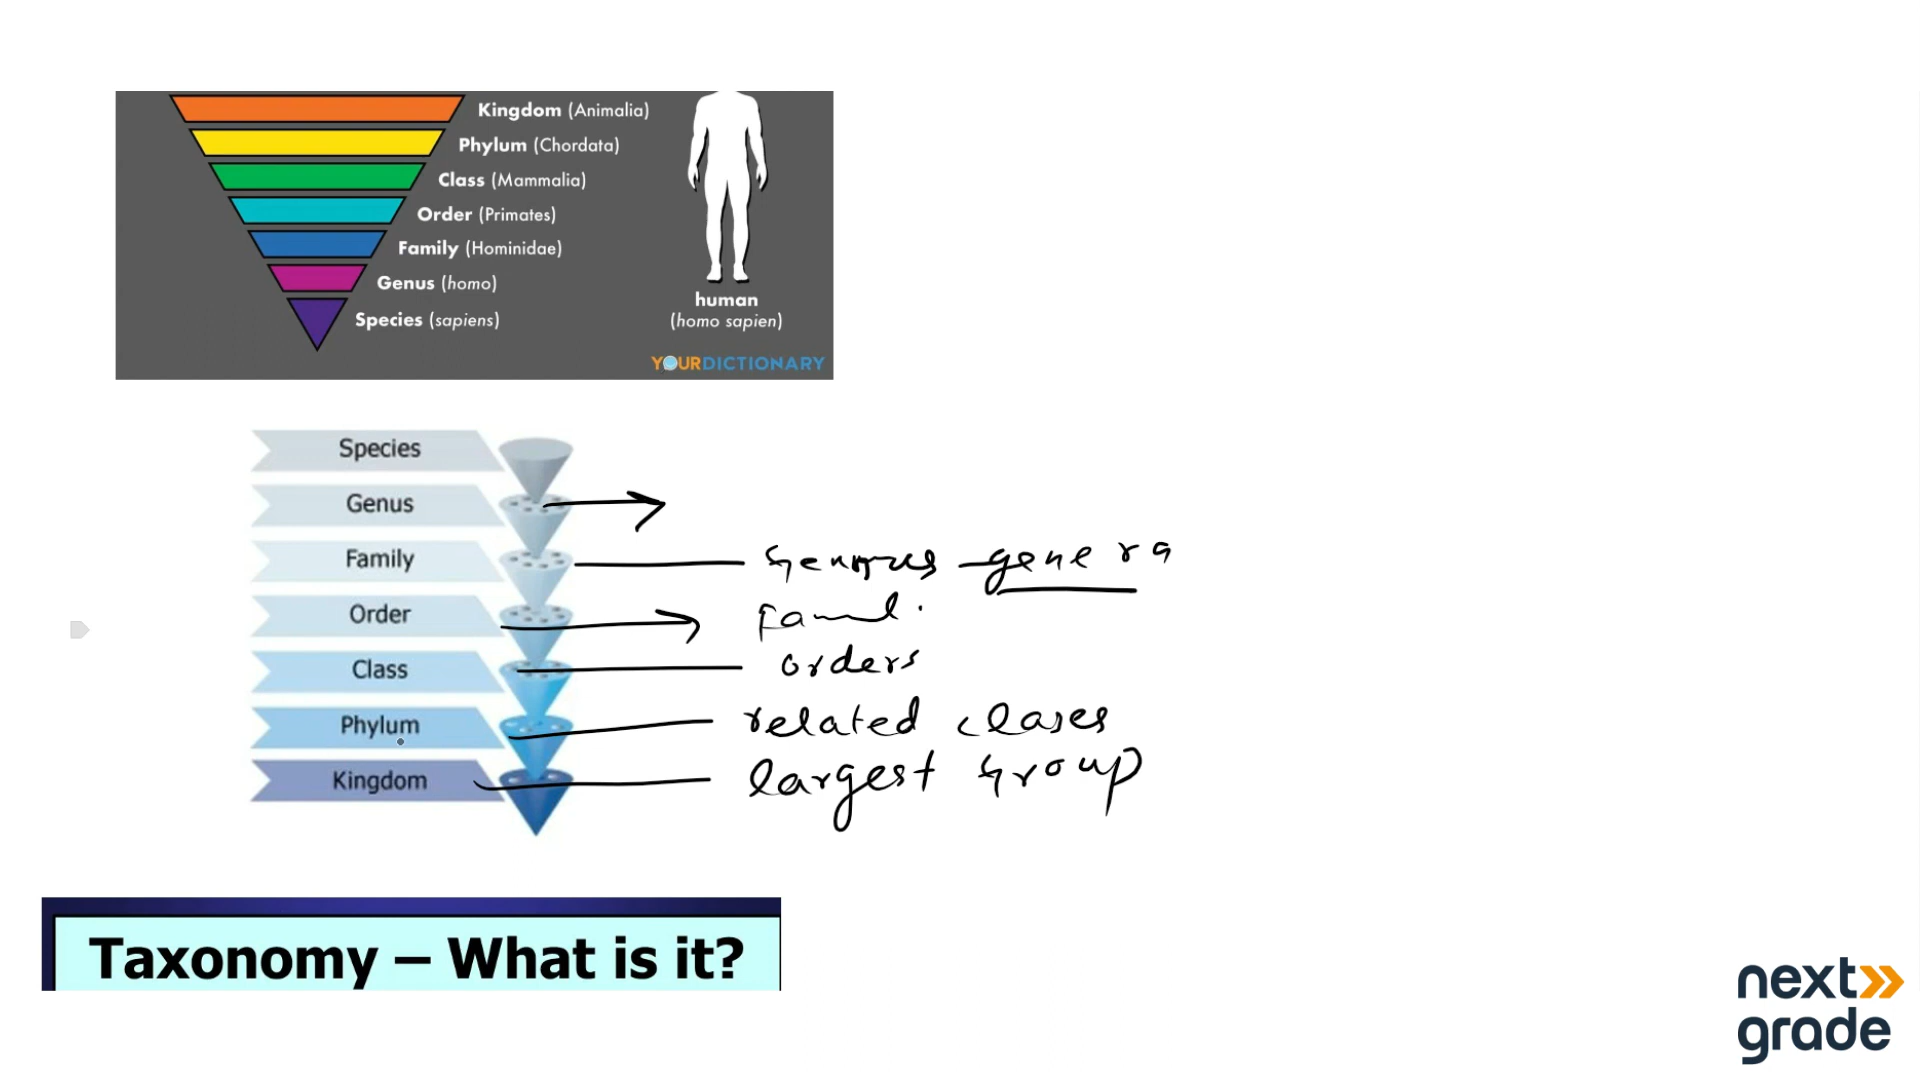 Kingdom (Animalia)
Phylum (Chordata)
Class (Mammalia)
Order (Primates)
Family (Hominidae)
Genus (homo)
Species (sapiens)
human
(homo sapien)
YOURDICTIONARY
Species
Genus
Family genera
Order
Class orders
Phylum related clases
Kingdom largest group
Taxonomy – What is it?
next
grade